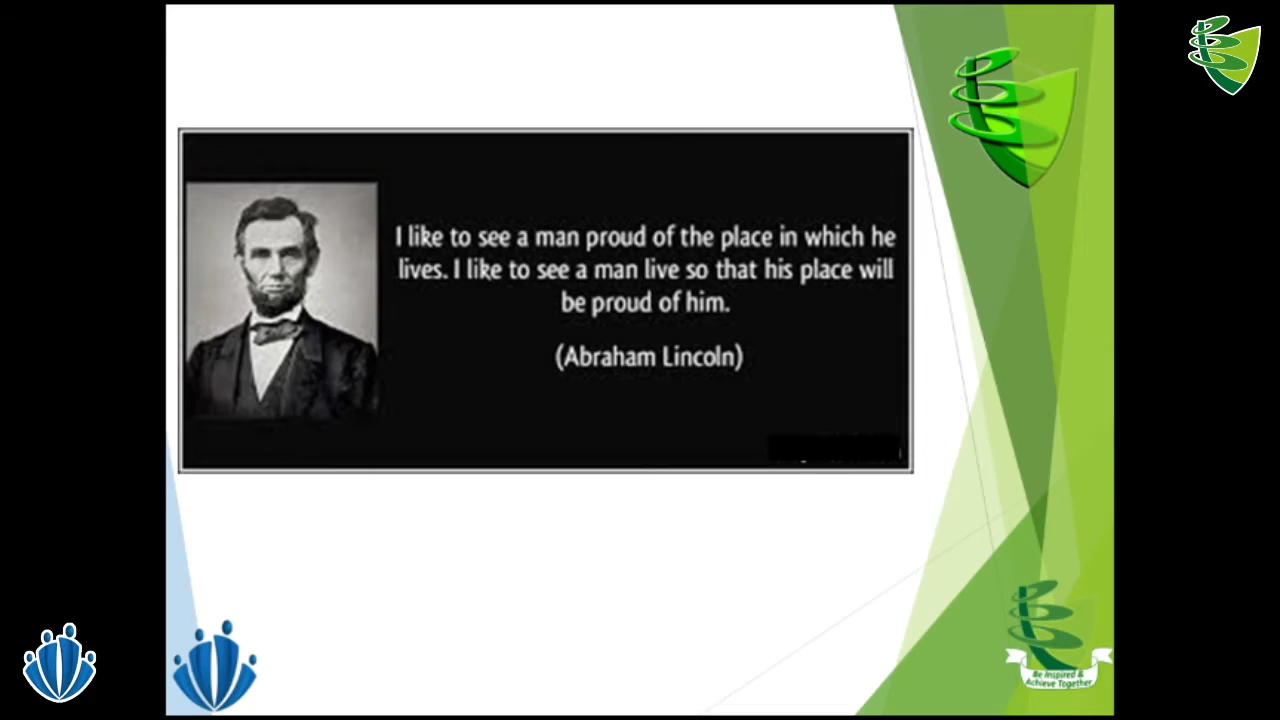 I like to see a man proud of the place in which he
lives. I like to see a man live so that his place will
be proud of him.
(Abraham Lincoln)
Be Inspired &
Achieve Together